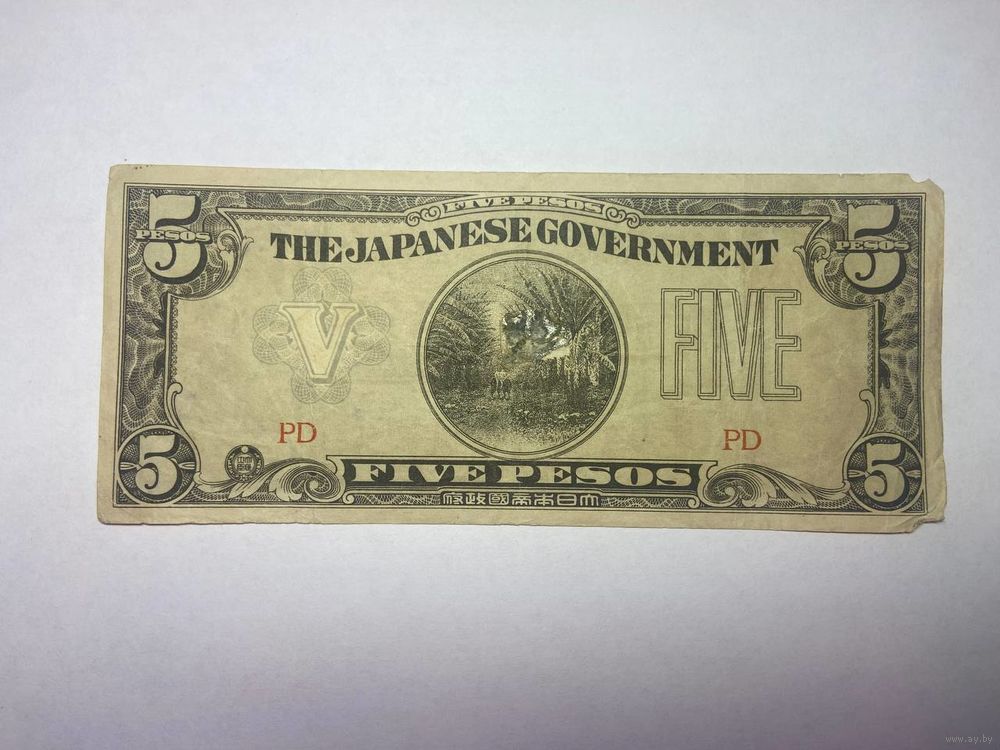 FIVE PESOS
5 PESOS
5 PESOS
THE JAPANESE GOVERNMENT
V
FIVE
PD
PD
5
FIVE PESOS
5
府政國帝本日大
www.ay.by